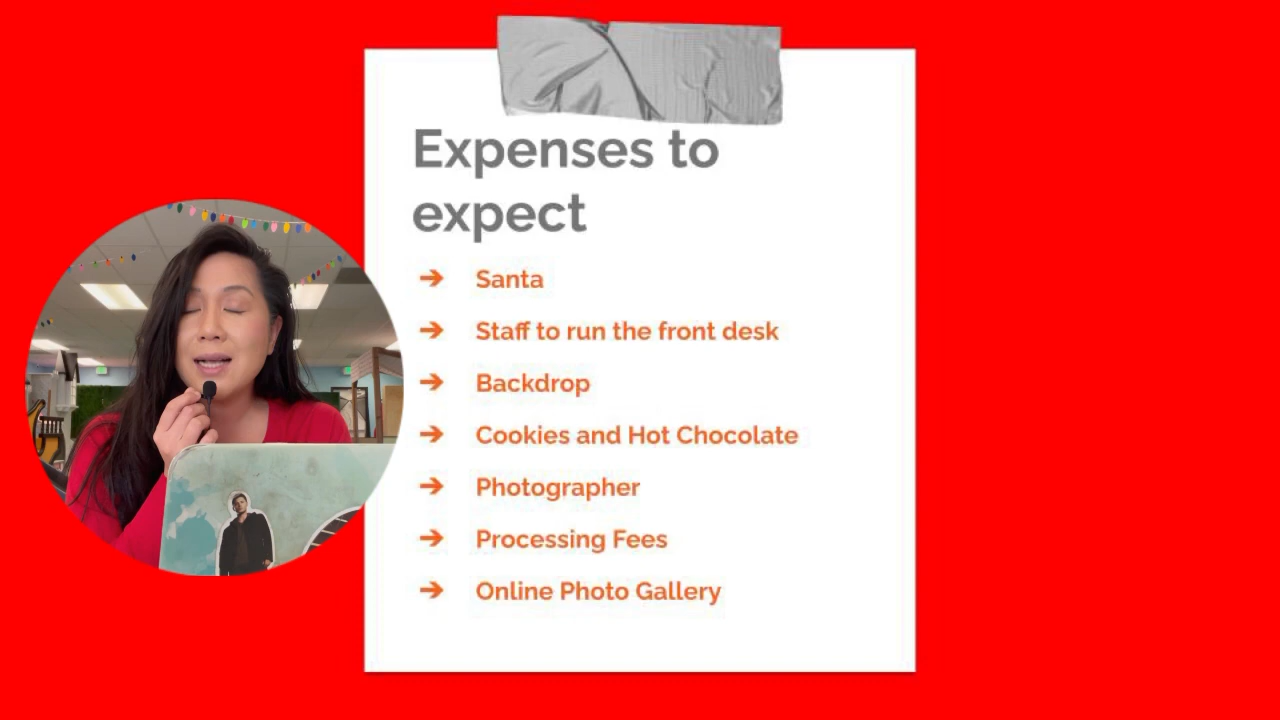 Expenses to
expect
➔ Santa
➔ Staff to run the front desk
➔ Backdrop
➔ Cookies and Hot Chocolate
➔ Photographer
➔ Processing Fees
➔ Online Photo Gallery